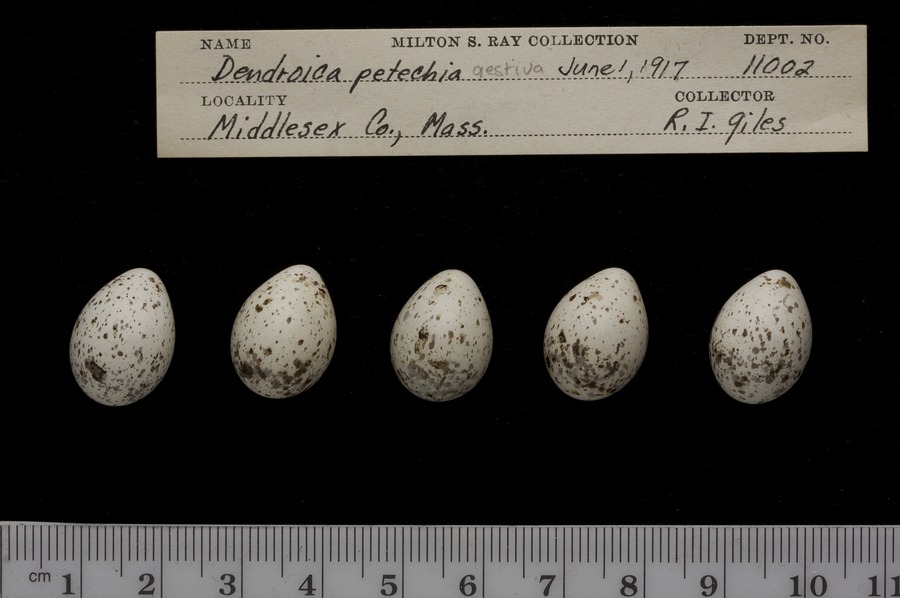 NAME MILTON S. RAY COLLECTION DEPT. NO.
Dendroica petechia aestiva June 1, 1917 11002
LOCALITY COLLECTOR
Middlesex Co., Mass. R. I. Giles
cm 1 2 3 4 5 6 7 8 9 10 11